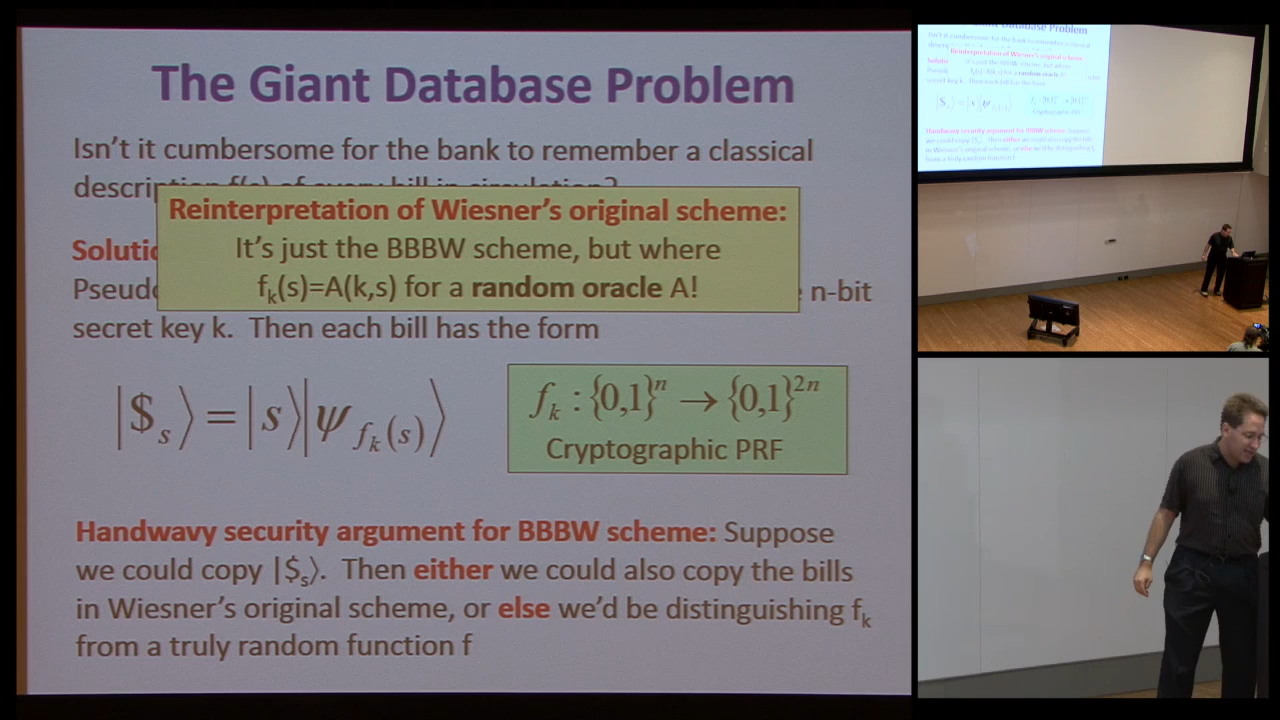 The Giant Database Problem
Isn't it cumbersome for the bank to remember a classical
Reinterpretation of Wiesner's original scheme:
It's just the BBBW scheme, but where
fₖ(s)=A(k,s) for a random oracle A!
n-bit
secret key k. Then each bill has the form
|$ₛ⟩ = |s⟩|ψ_{fₖ(s)}⟩
fₖ : {0,1}ⁿ → {0,1}²ⁿ
Cryptographic PRF
Handwavy security argument for BBBW scheme: Suppose
we could copy |$ₛ⟩. Then either we could also copy the bills
in Wiesner's original scheme, or else we'd be distinguishing fₖ
from a truly random function f